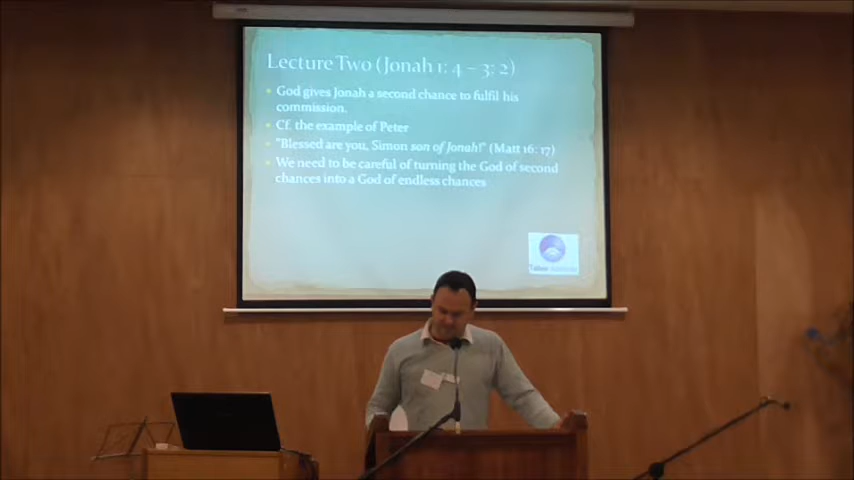 Lecture Two (Jonah 1: 4 – 3: 2)
God gives Jonah a second chance to fulfil his
commission.
Cf. the example of Peter
"Blessed are you, Simon son of Jonah!" (Matt 16: 17)
We need to be careful of turning the God of second
chances into a God of endless chances